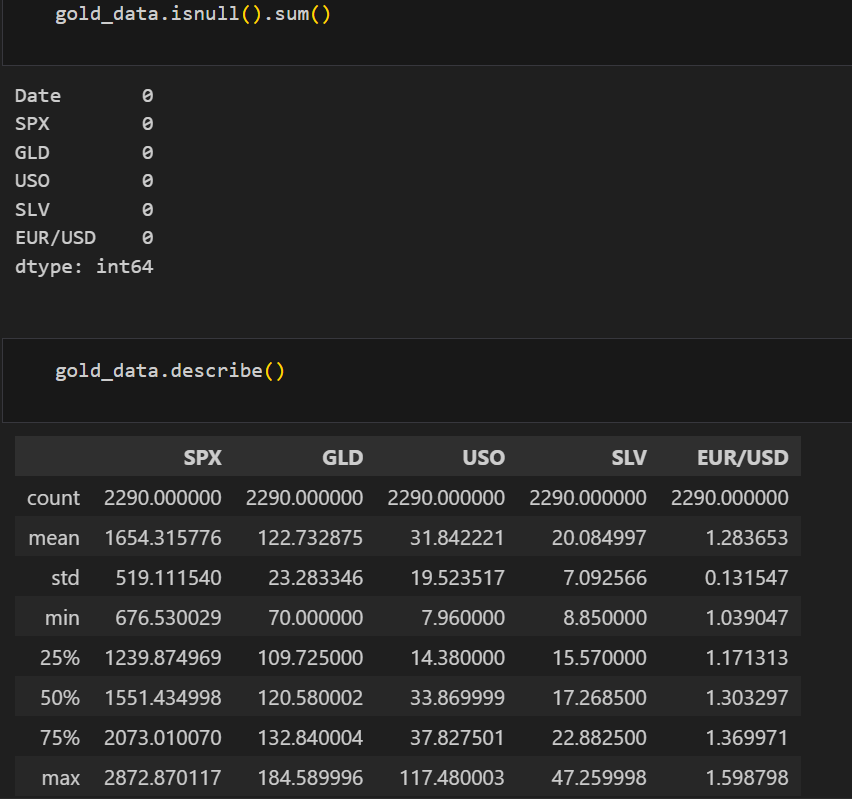 gold_data.isnull().sum()
Date 0
SPX 0
GLD 0
USO 0
SLV 0
EUR/USD 0
dtype: int64
gold_data.describe()
SPX GLD USO SLV EUR/USD
count 2290.000000 2290.000000 2290.000000 2290.000000 2290.000000
mean 1654.315776 122.732875 31.842221 20.084997 1.283653
std 519.111540 23.283346 19.523517 7.092566 0.131547
min 676.530029 70.000000 7.960000 8.850000 1.039047
25% 1239.874969 109.725000 14.380000 15.570000 1.171313
50% 1551.434998 120.580002 33.869999 17.268500 1.303297
75% 2073.010070 132.840004 37.827501 22.882500 1.369971
max 2872.870117 184.589996 117.480003 47.259998 1.598798